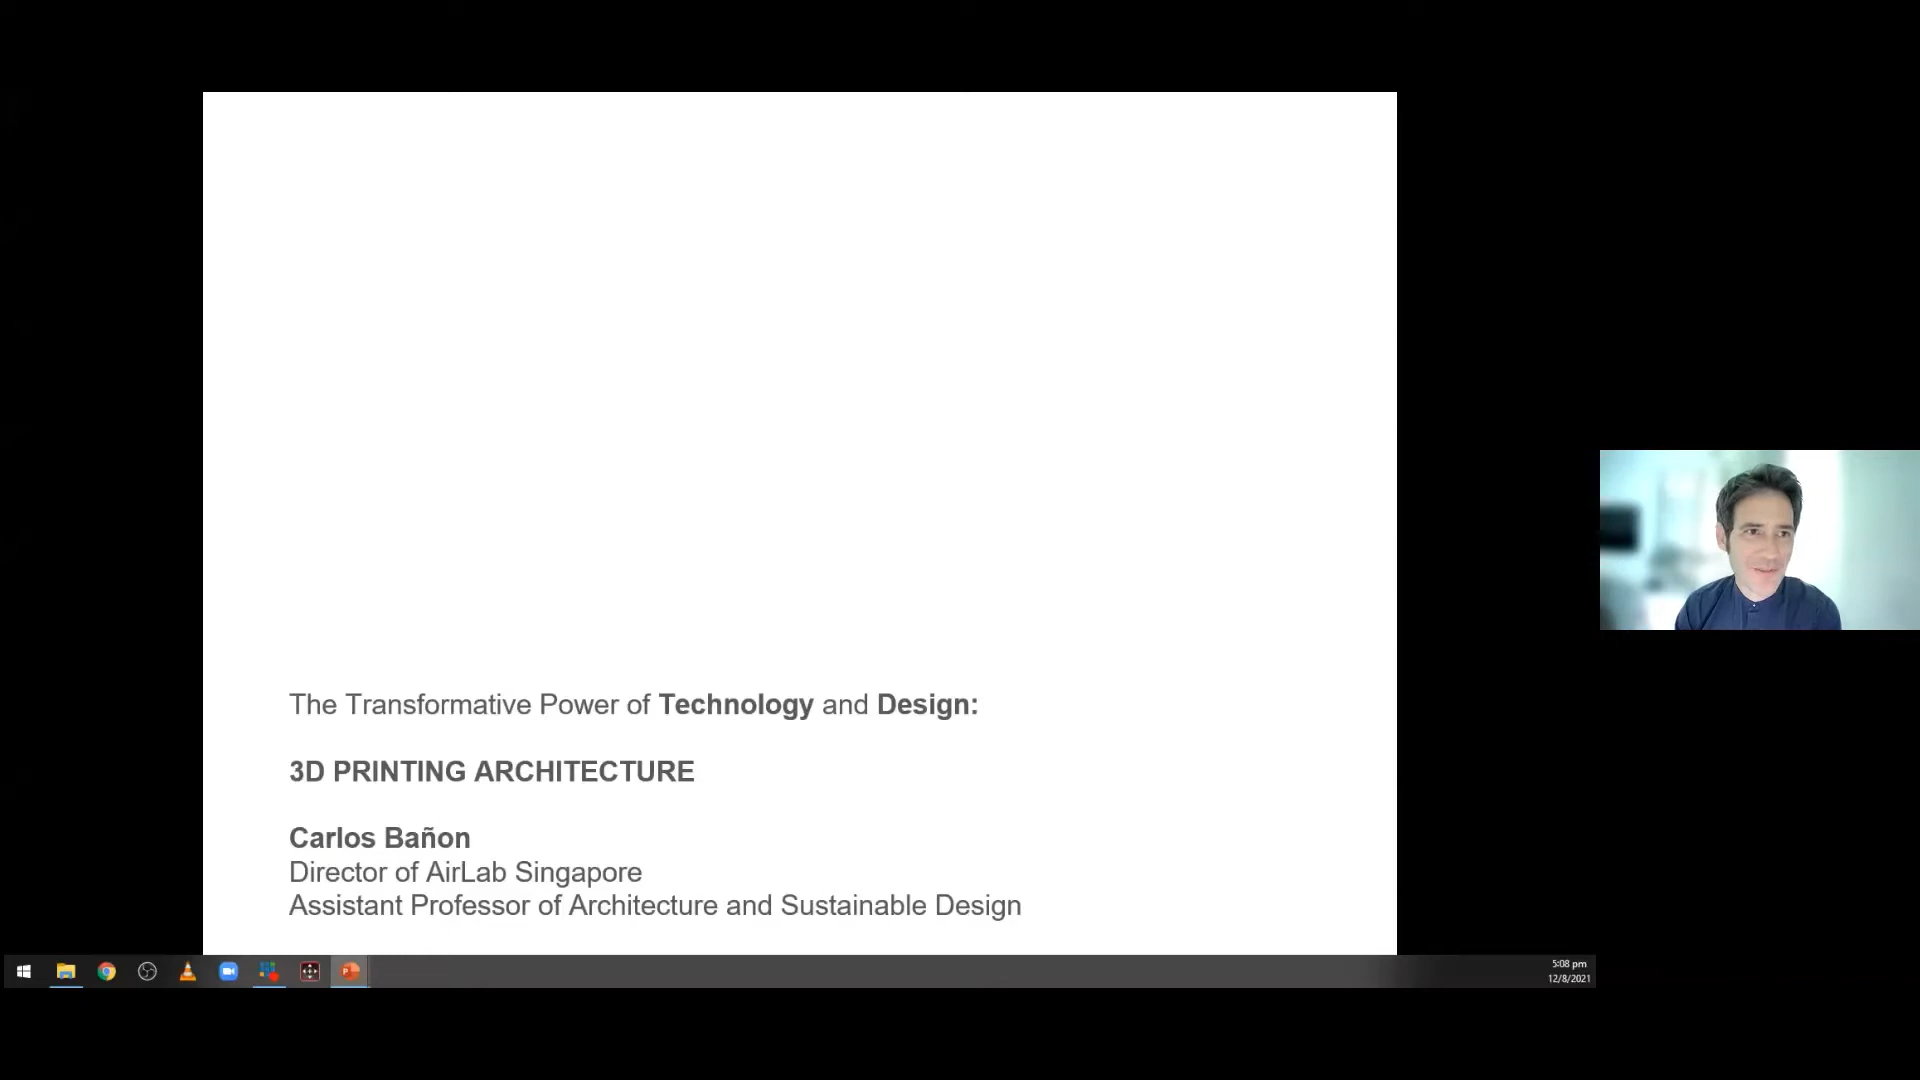 The Transformative Power of Technology and Design:
3D PRINTING ARCHITECTURE
Carlos Bañon
Director of AirLab Singapore
Assistant Professor of Architecture and Sustainable Design
5:08 pm
12/8/2021